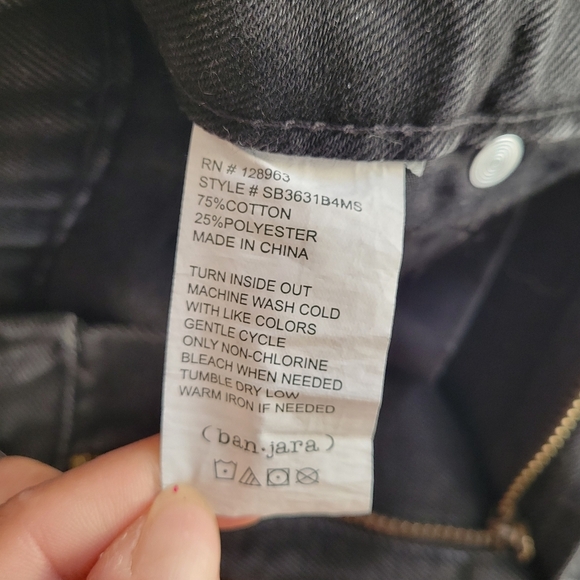 RN # 128963
STYLE # SB3631B4MS
75%COTTON
25%POLYESTER
MADE IN CHINA
TURN INSIDE OUT
MACHINE WASH COLD
WITH LIKE COLORS
GENTLE CYCLE
ONLY NON-CHLORINE
BLEACH WHEN NEEDED
TUMBLE DRY LOW
WARM IRON IF NEEDED
(ban·jara)